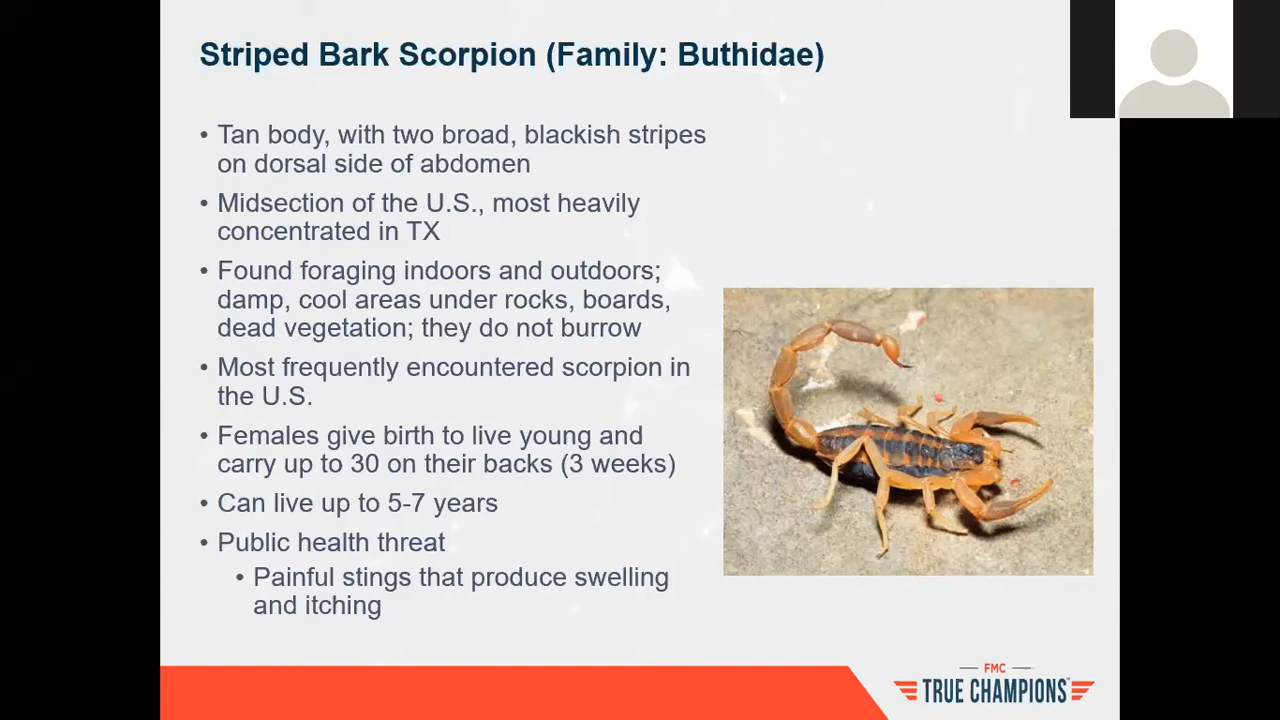 Striped Bark Scorpion (Family: Buthidae)
• Tan body, with two broad, blackish stripes
on dorsal side of abdomen
• Midsection of the U.S., most heavily
concentrated in TX
• Found foraging indoors and outdoors;
damp, cool areas under rocks, boards,
dead vegetation; they do not burrow
• Most frequently encountered scorpion in
the U.S.
• Females give birth to live young and
carry up to 30 on their backs (3 weeks)
• Can live up to 5-7 years
• Public health threat
• Painful stings that produce swelling
and itching
FMC
TRUE CHAMPIONS™